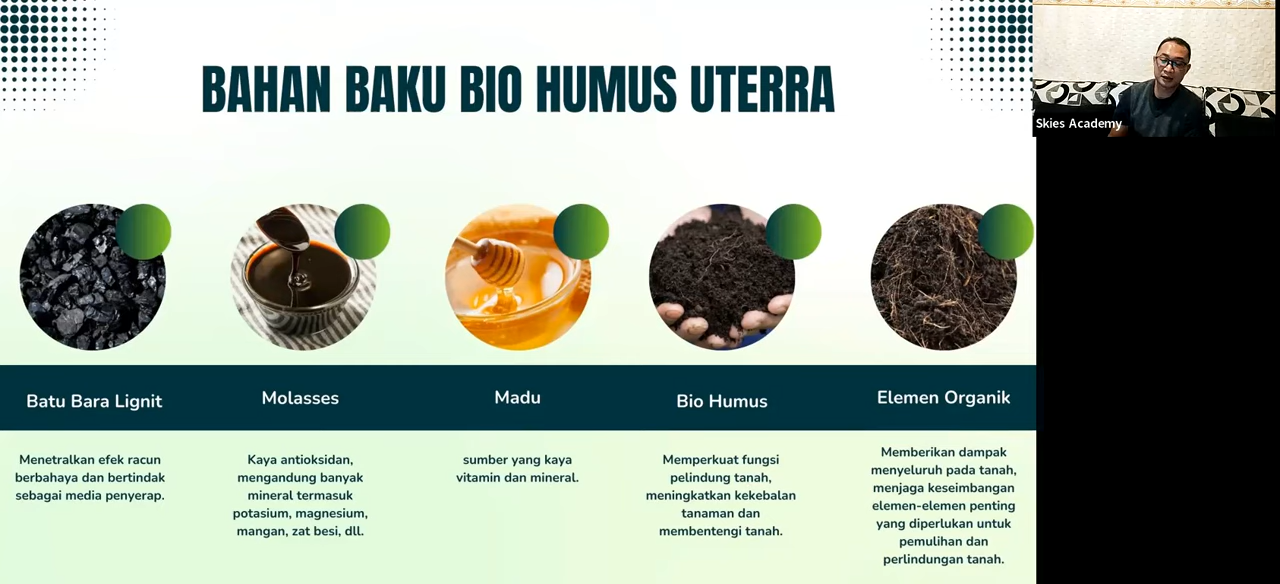 BAHAN BAKU BIO HUMUS UTERRA
Skies Academy
Batu Bara Lignit
Menetralkan efek racun
berbahaya dan bertindak
sebagai media penyerap.
Molasses
Kaya antioksidan,
mengandung banyak
mineral termasuk
potasium, magnesium,
mangan, zat besi, dll.
Madu
sumber yang kaya
vitamin dan mineral.
Bio Humus
Memperkuat fungsi
pelindung tanah,
meningkatkan kekebalan
tanaman dan
membentengi tanah.
Elemen Organik
Memberikan dampak
menyeluruh pada tanah,
menjaga keseimbangan
elemen-elemen penting
yang diperlukan untuk
pemulihan dan
perlindungan tanah.